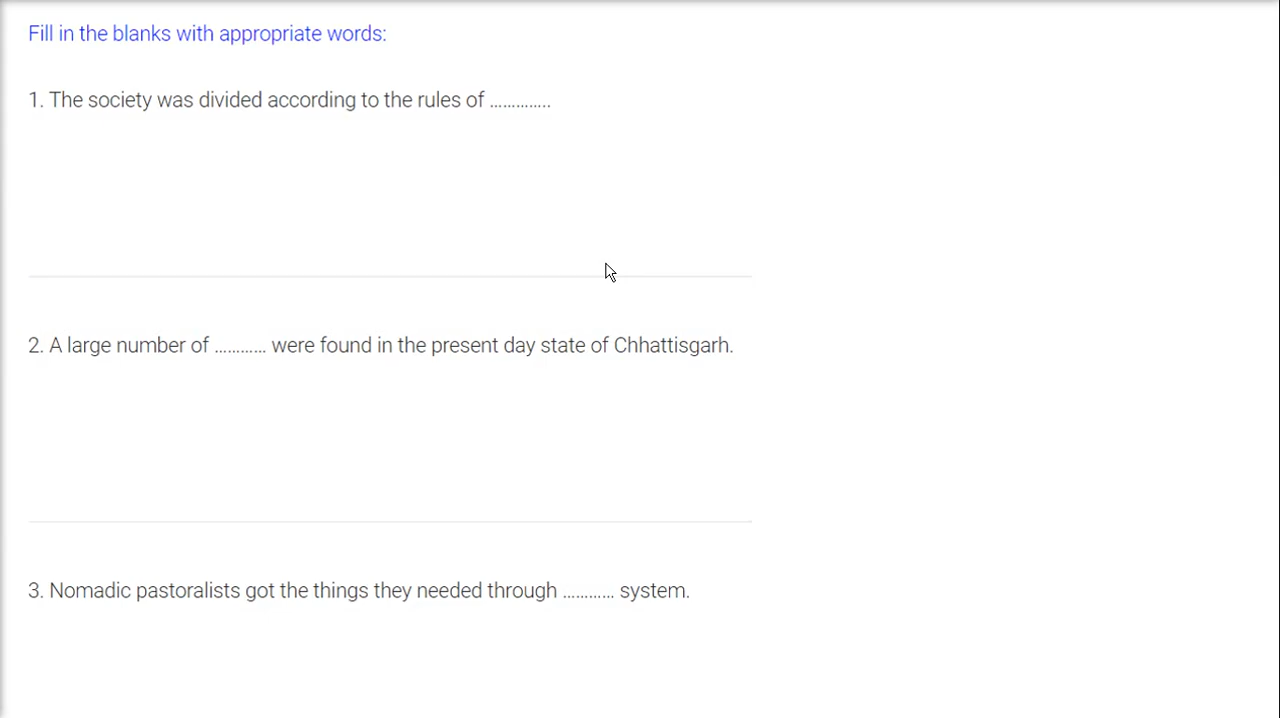 Fill in the blanks with appropriate words:
1. The society was divided according to the rules of ..............
2. A large number of ............ were found in the present day state of Chhattisgarh.
3. Nomadic pastoralists got the things they needed through ............ system.